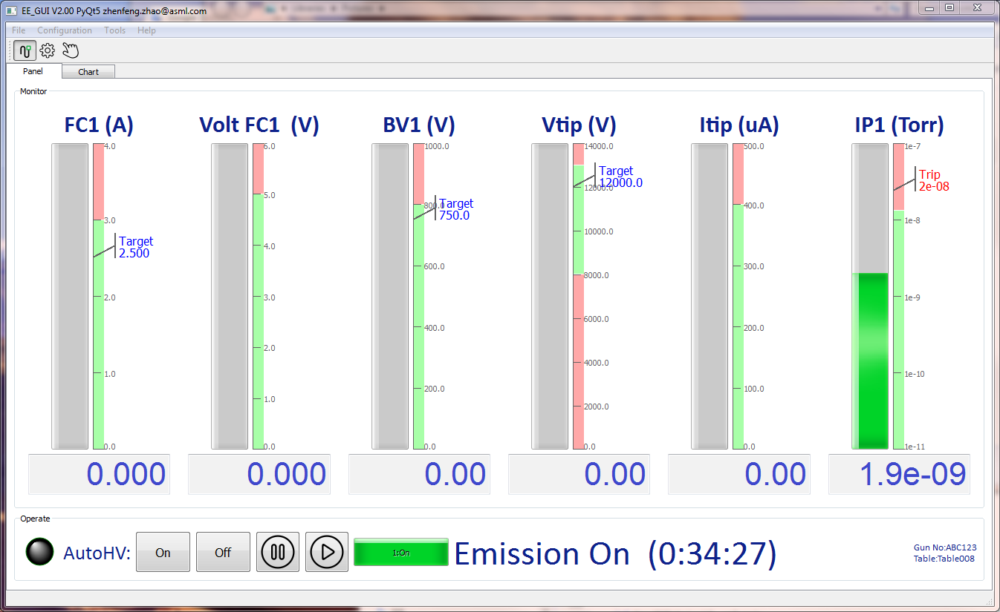 EE_GUI V2.00 PyQt5 zhenfeng.zhao@asml.com
File Configuration Tools Help
Panel Chart
Monitor
FC1 (A)
4.0
3.0
Target
2.500
2.0
1.0
0.0
0.000
Volt FC1 (V)
6.0
5.0
4.0
3.0
2.0
1.0
0.0
0.000
BV1 (V)
1000.0
800.0
Target
750.0
600.0
400.0
200.0
0.0
0.00
Vtip (V)
14000.0
Target
12000.0
12000.0
10000.0
8000.0
6000.0
4000.0
2000.0
0.0
0.00
Itip (uA)
500.0
400.0
300.0
200.0
100.0
0.0
0.00
IP1 (Torr)
1e-7
Trip
2e-08
1e-8
1e-9
1e-10
1e-11
1.9e-09
Operate
AutoHV: On Off 1:On Emission On (0:34:27)
Gun No:ABC123
Table:Table008